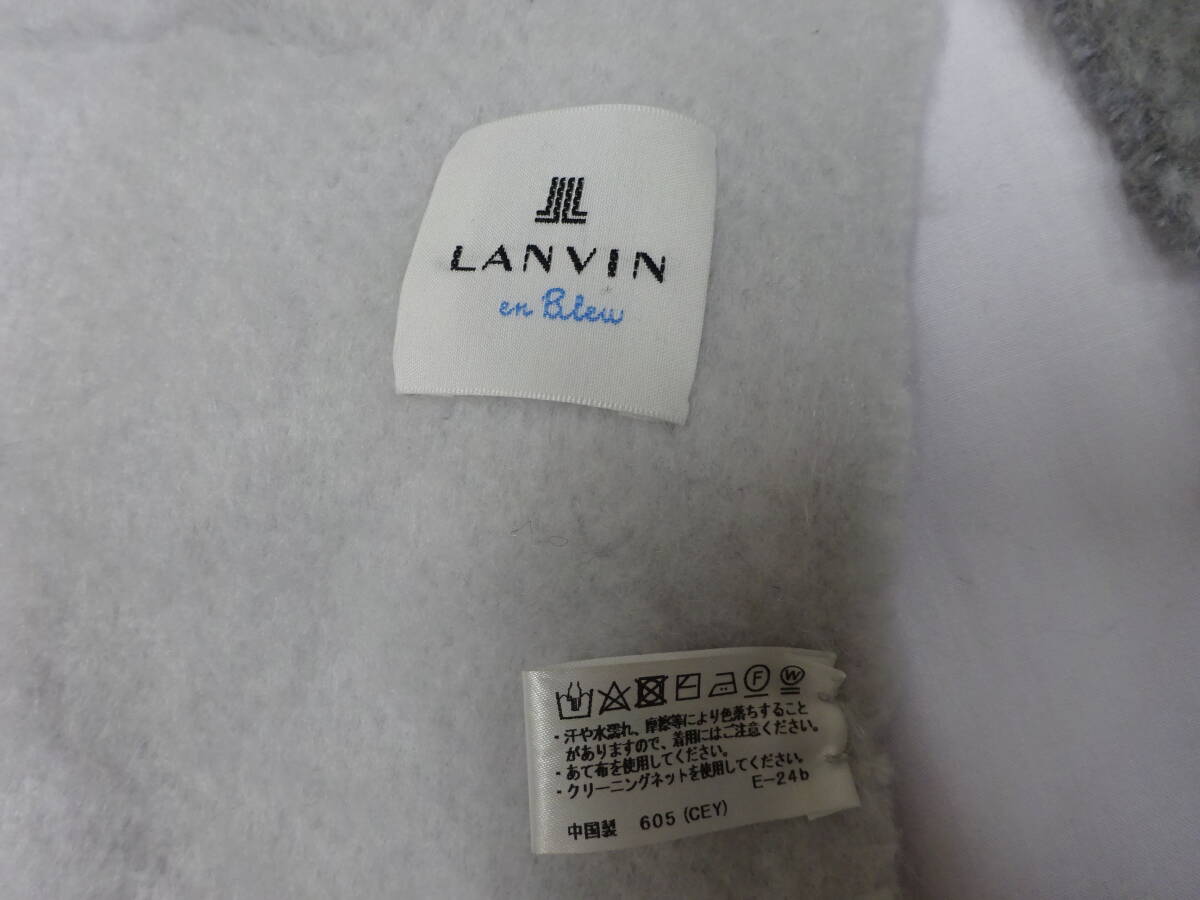 LANVIN
en Bleu
F W
・汗や水濡れ、摩擦等により色落ちすること
がありますので、着用にはご注意ください。
・あて布を使用してください。
・クリーニングネットを使用してください。
E-24b
中国製 605 (CEY)